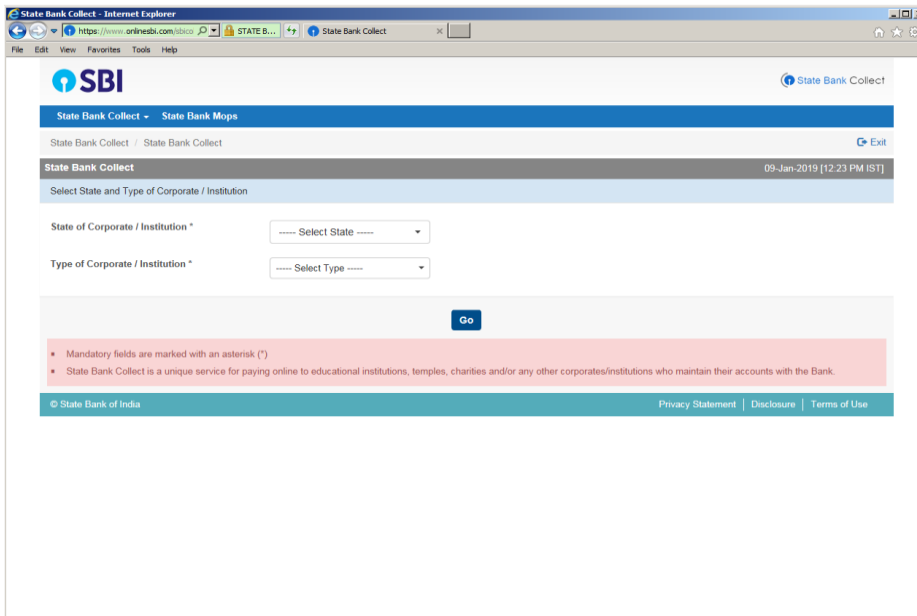 State Bank Collect - Internet Explorer
https://www.onlinesbi.com/sbico STATE B... State Bank Collect
File Edit View Favorites Tools Help
SBI State Bank Collect
State Bank Collect State Bank Mops
State Bank Collect / State Bank Collect Exit
State Bank Collect 09-Jan-2019 [12:23 PM IST]
Select State and Type of Corporate / Institution
State of Corporate / Institution * ----- Select State -----
Type of Corporate / Institution * ----- Select Type -----
Go
Mandatory fields are marked with an asterisk (*)
State Bank Collect is a unique service for paying online to educational institutions, temples, charities and/or any other corporates/institutions who maintain their accounts with the Bank.
© State Bank of India Privacy Statement | Disclosure | Terms of Use